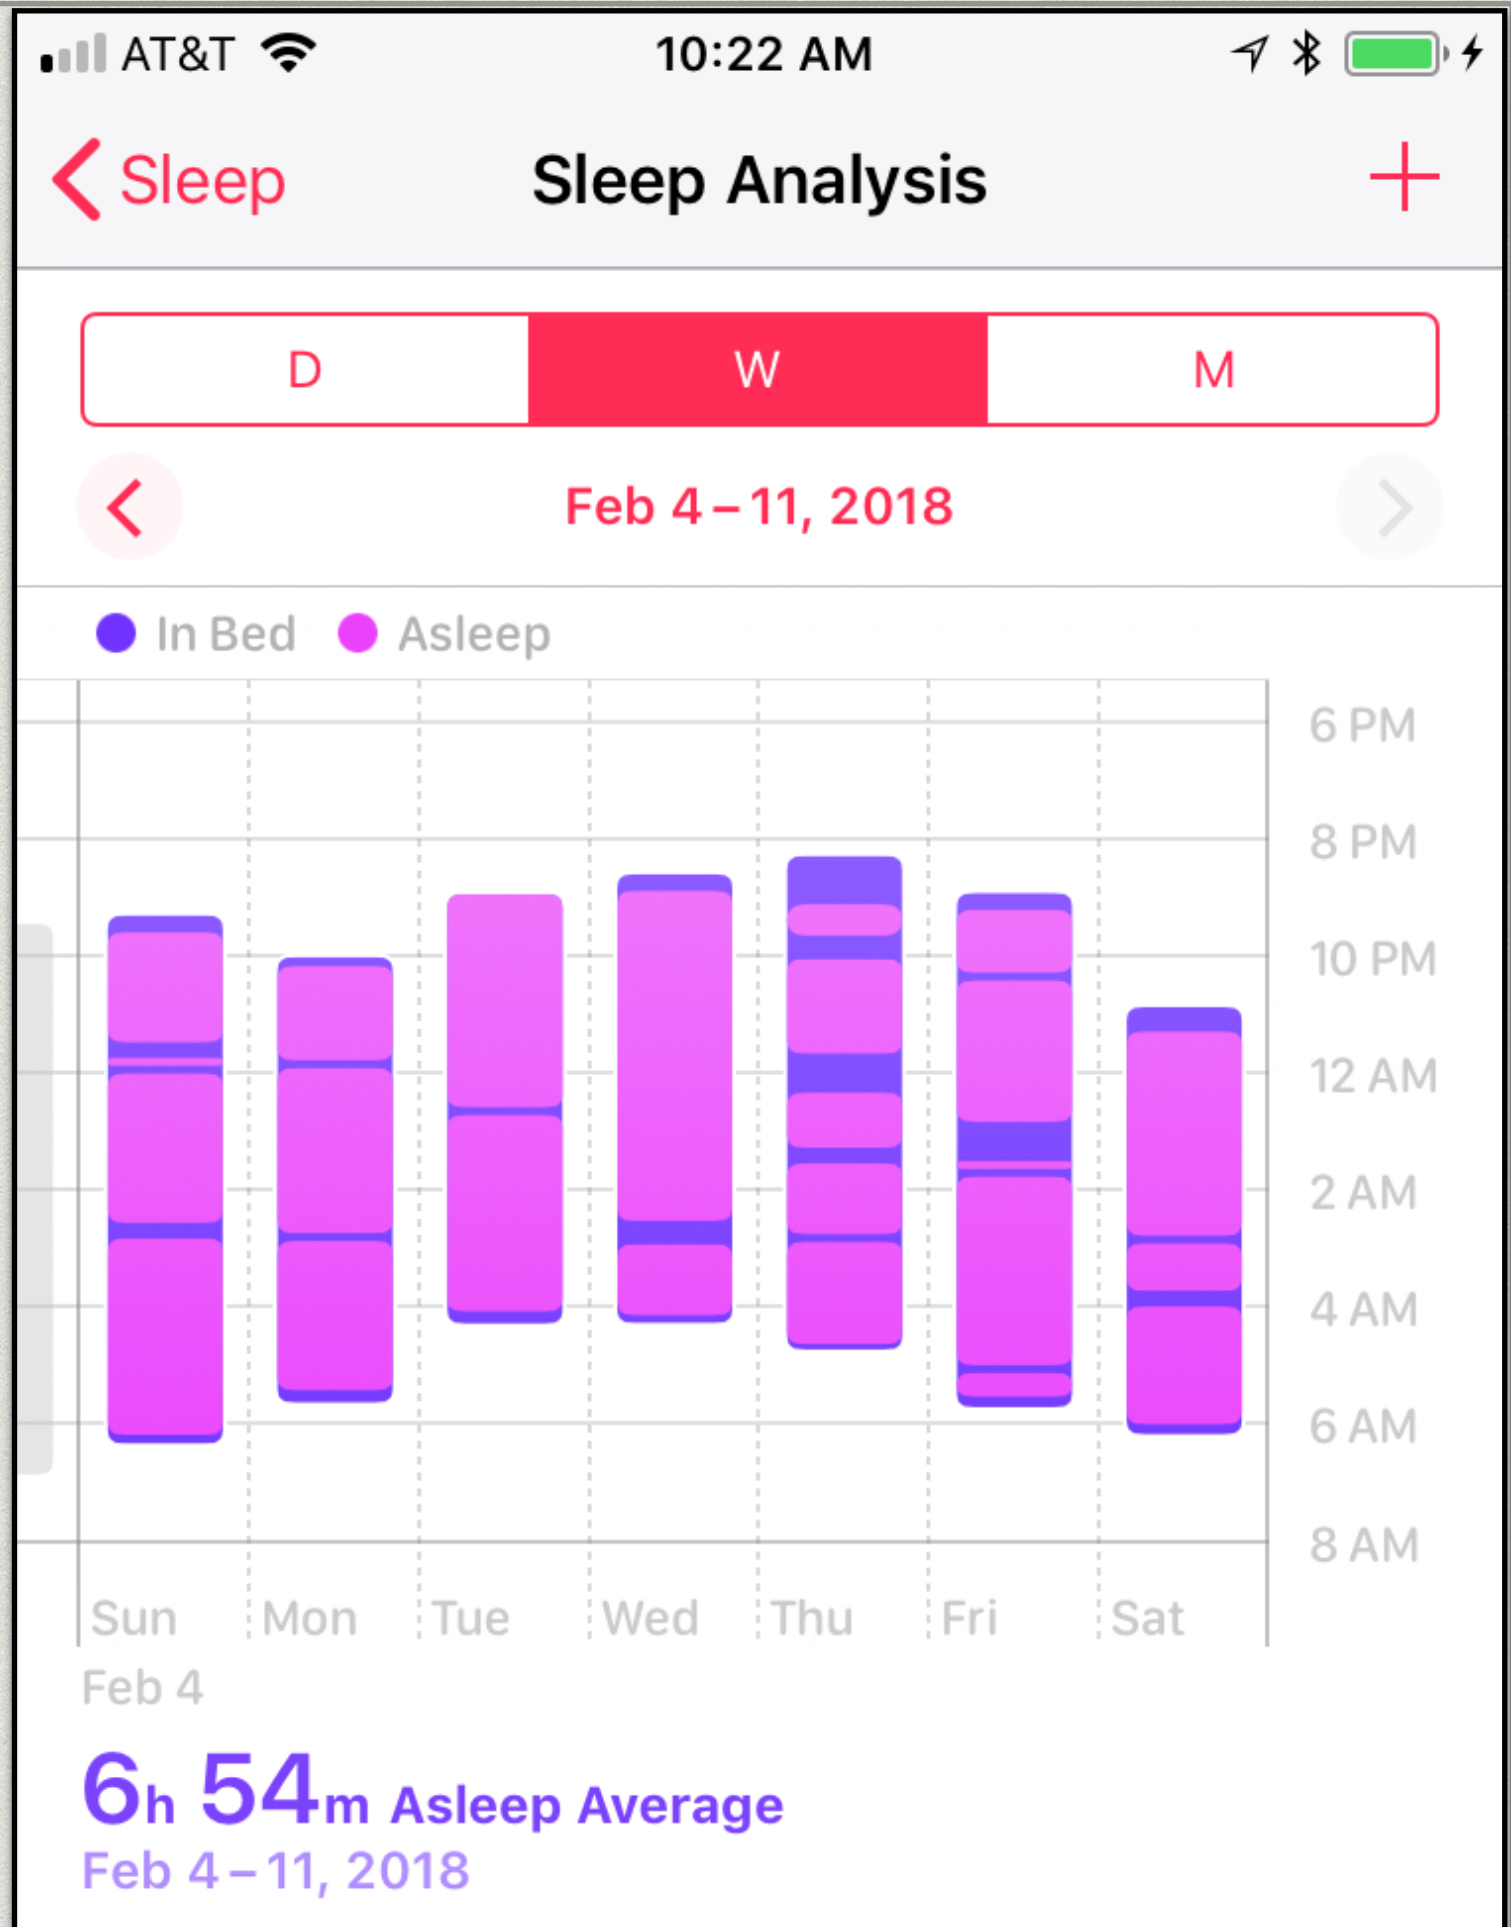 AT&T 10:22 AM
Sleep Sleep Analysis
D W M
Feb 4–11, 2018
In Bed Asleep
6 PM
8 PM
10 PM
12 AM
2 AM
4 AM
6 AM
8 AM
Sun Mon Tue Wed Thu Fri Sat
Feb 4
6h 54m Asleep Average
Feb 4–11, 2018